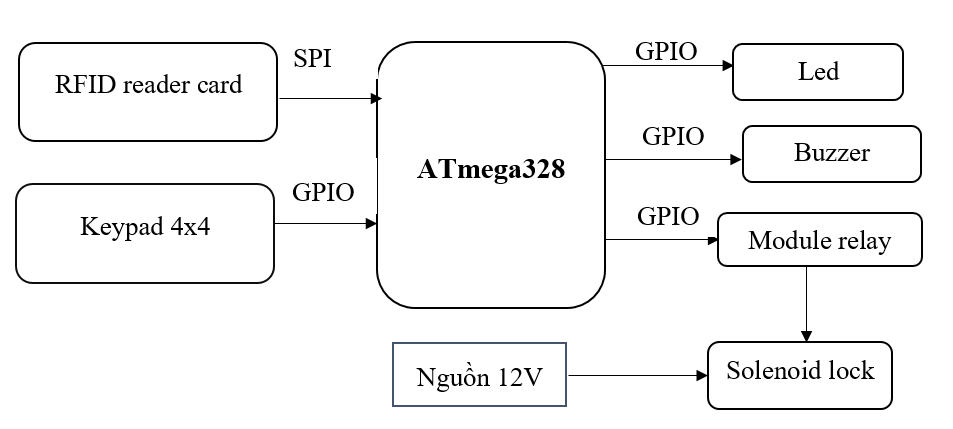 RFID reader card
SPI
Keypad 4x4
GPIO
ATmega328
GPIO
Led
GPIO
Buzzer
GPIO
Module relay
Nguồn 12V
Solenoid lock